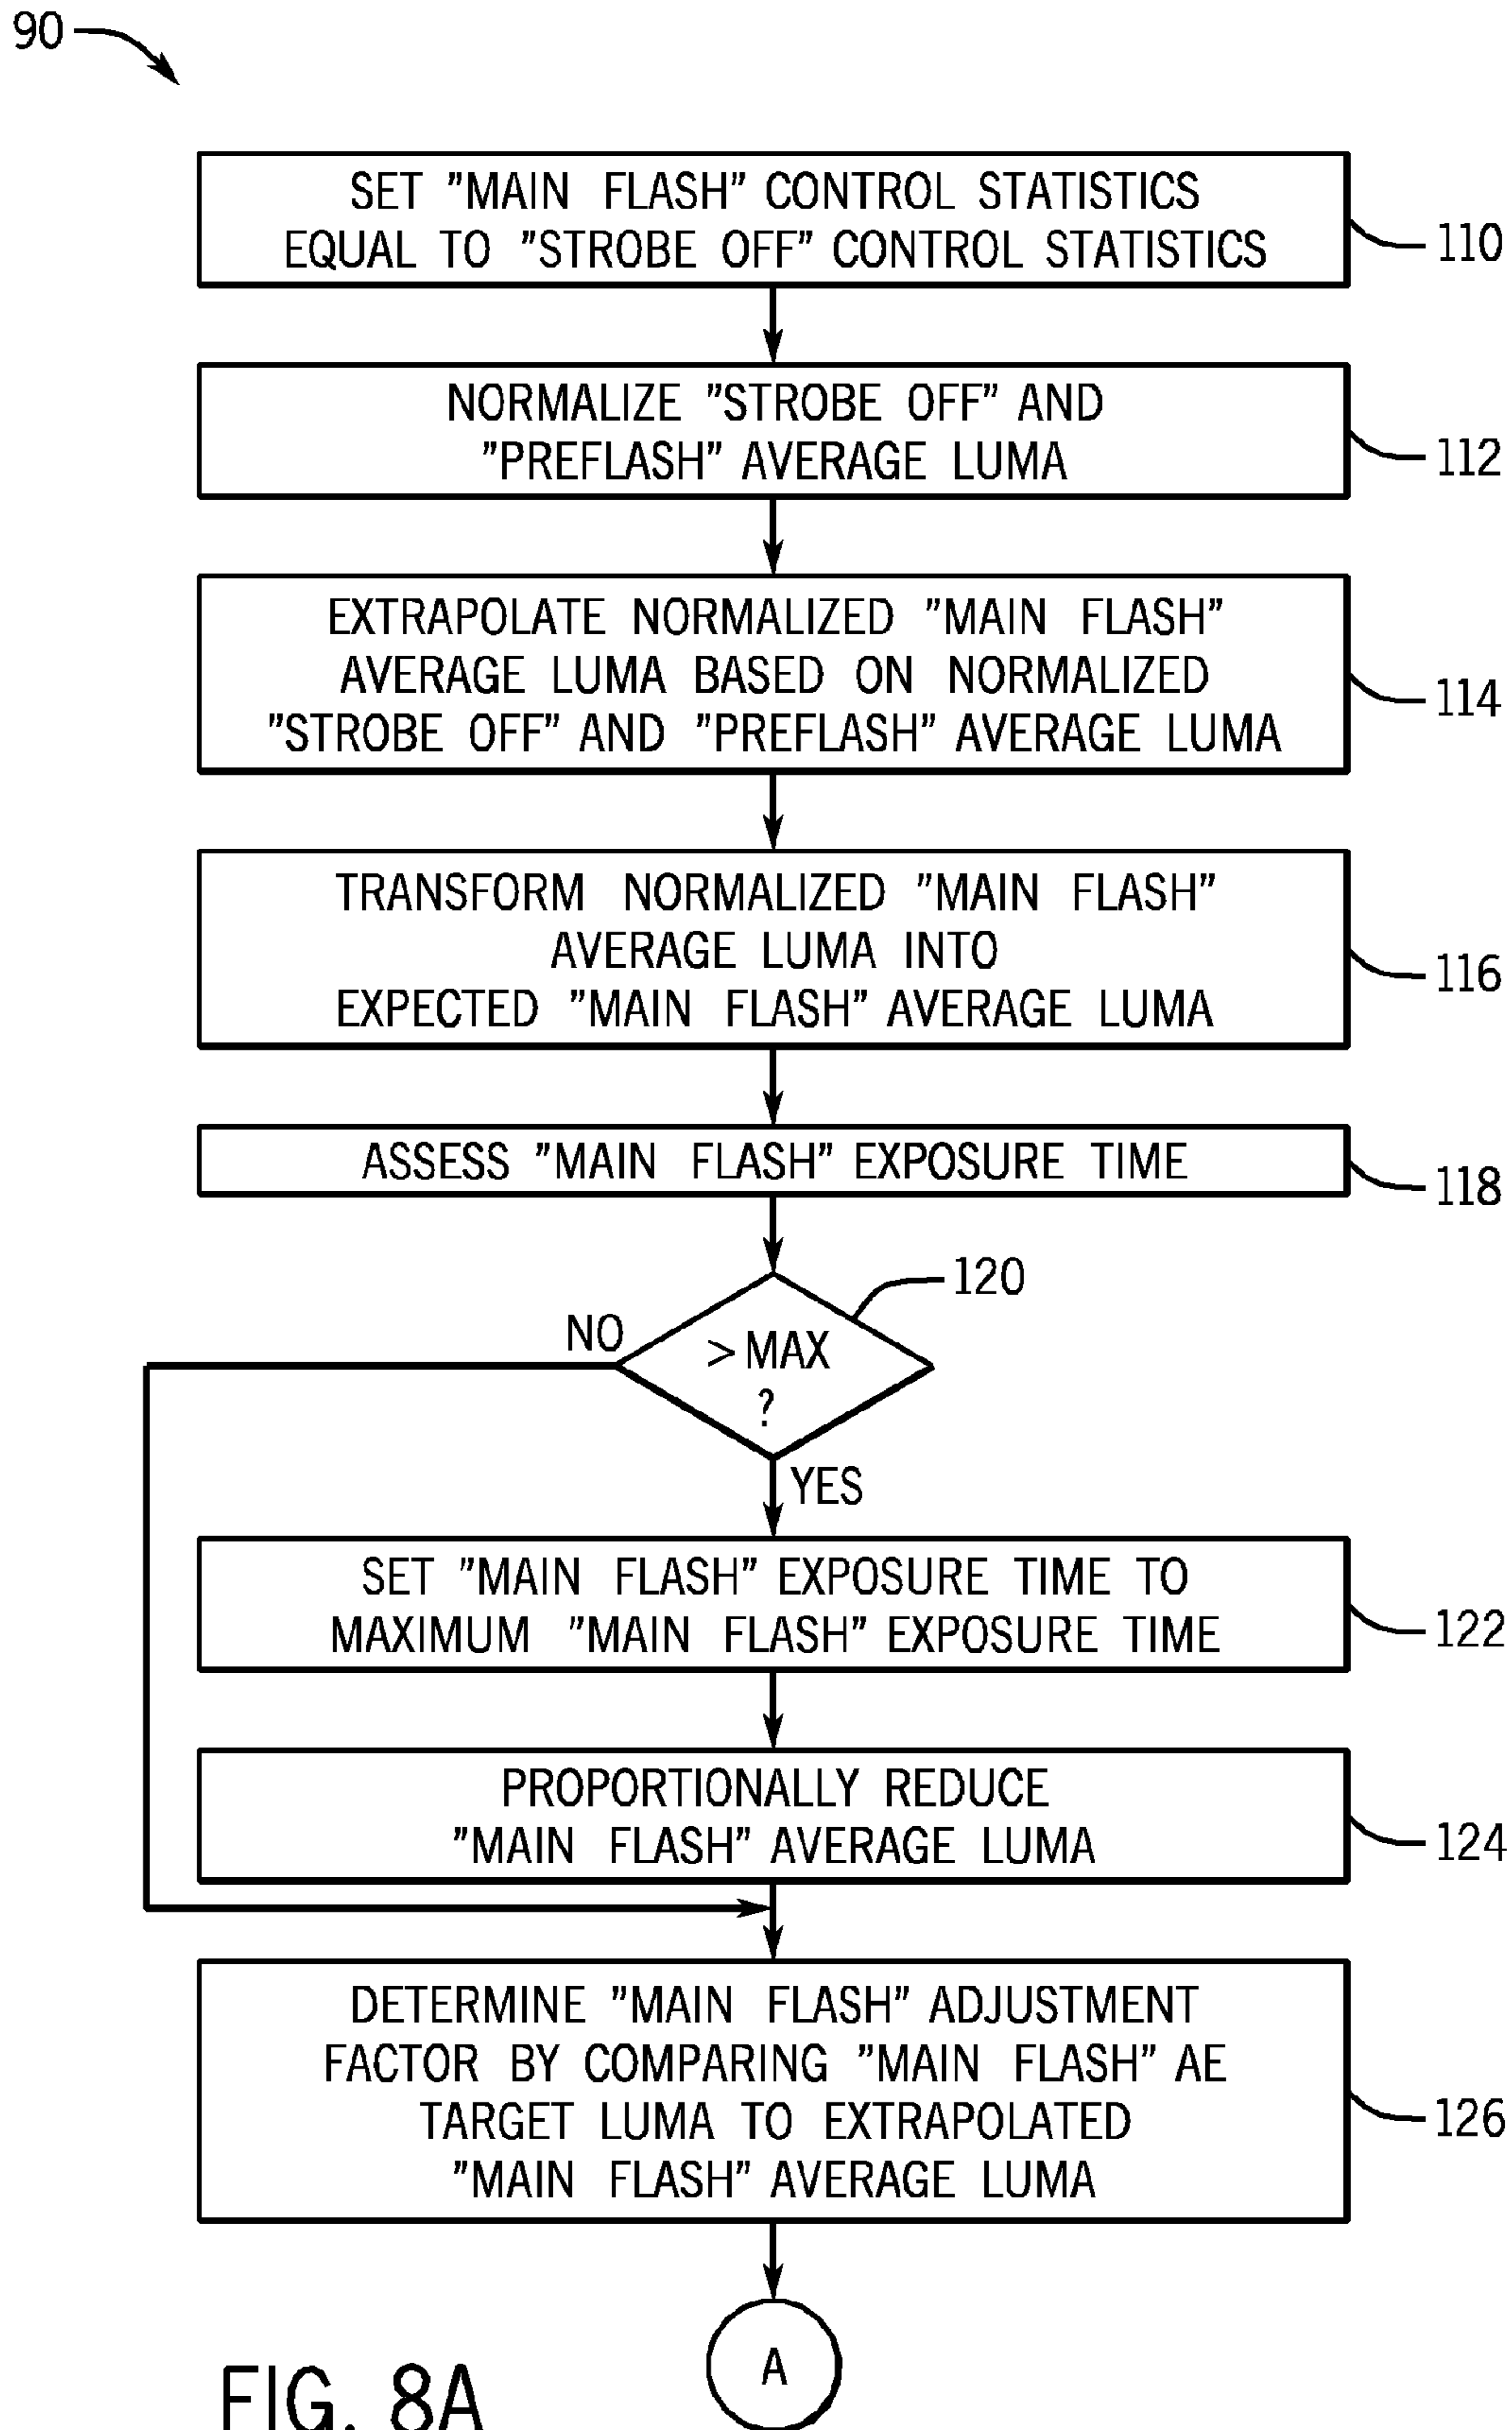 90
SET "MAIN FLASH" CONTROL STATISTICS
EQUAL TO "STROBE OFF" CONTROL STATISTICS
110
NORMALIZE "STROBE OFF" AND
"PREFLASH" AVERAGE LUMA
112
EXTRAPOLATE NORMALIZED "MAIN FLASH"
AVERAGE LUMA BASED ON NORMALIZED
"STROBE OFF" AND "PREFLASH" AVERAGE LUMA
114
TRANSFORM NORMALIZED "MAIN FLASH"
AVERAGE LUMA INTO
EXPECTED "MAIN FLASH" AVERAGE LUMA
116
ASSESS "MAIN FLASH" EXPOSURE TIME
118
120
NO
> MAX
?
YES
SET "MAIN FLASH" EXPOSURE TIME TO
MAXIMUM "MAIN FLASH" EXPOSURE TIME
122
PROPORTIONALLY REDUCE
"MAIN FLASH" AVERAGE LUMA
124
DETERMINE "MAIN FLASH" ADJUSTMENT
FACTOR BY COMPARING "MAIN FLASH" AE
TARGET LUMA TO EXTRAPOLATED
"MAIN FLASH" AVERAGE LUMA
126
A
FIG. 8A